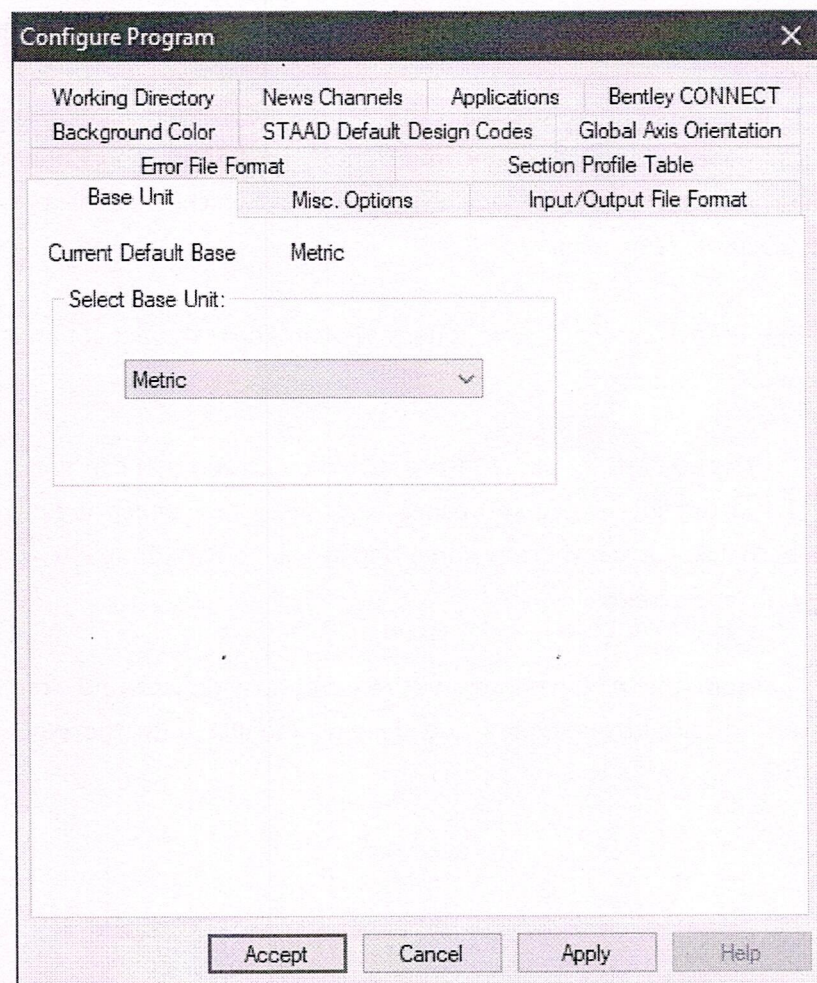 Configure Program
Working Directory News Channels Applications Bentley CONNECT
Background Color STAAD Default Design Codes Global Axis Orientation
Error File Format Section Profile Table
Base Unit Misc. Options Input/Output File Format
Current Default Base Metric
Select Base Unit:
Metric
Accept Cancel Apply Help